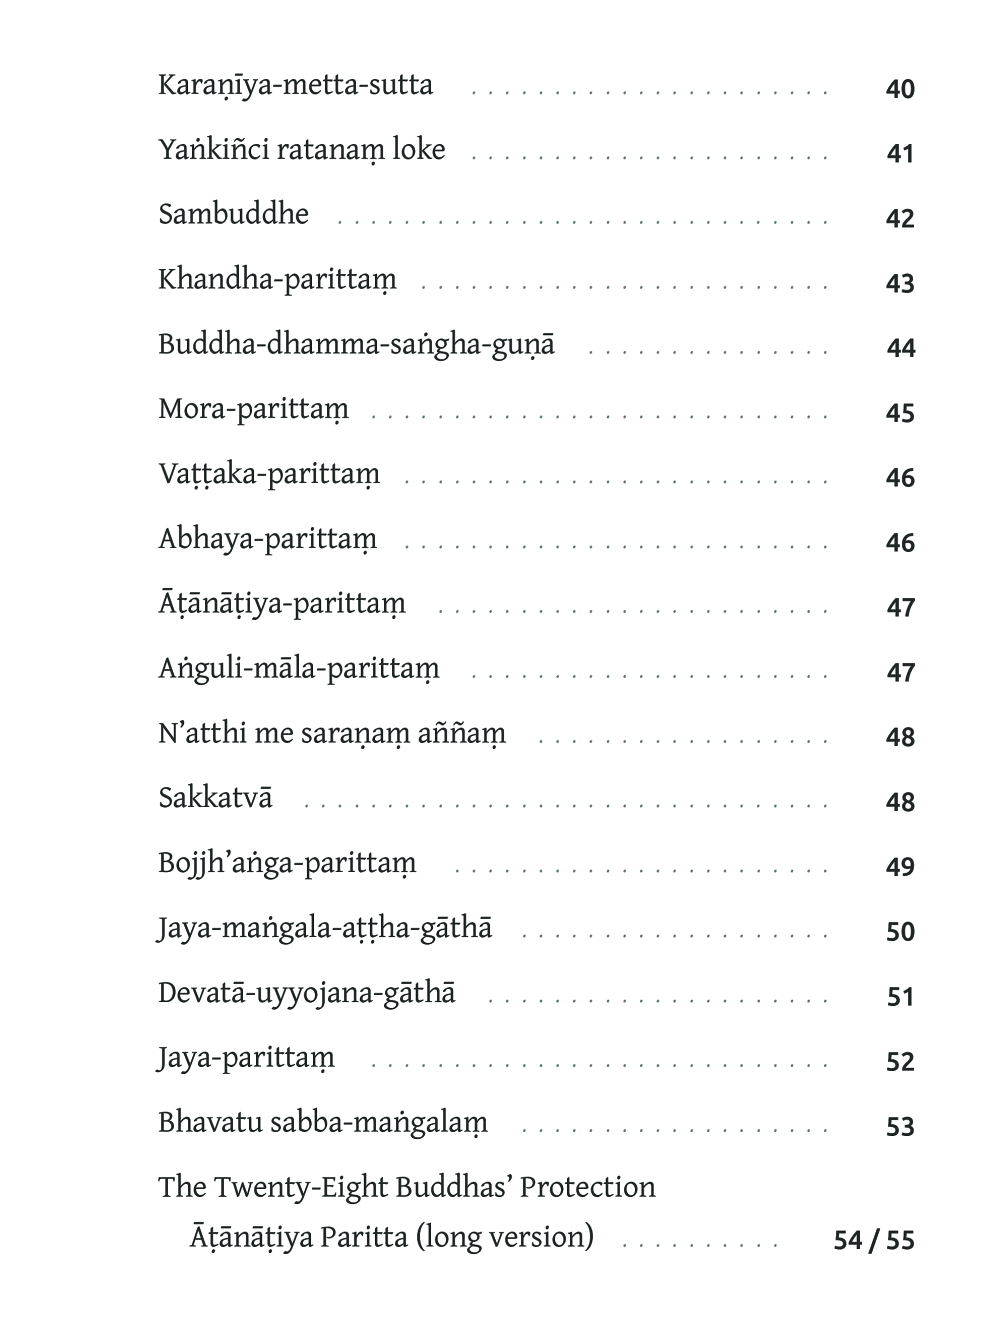 Karaṇīya-metta-sutta . . . . . . . . . . . . . . . . . . . . . . 40
Yaṅkiñci ratanaṃ loke . . . . . . . . . . . . . . . . . . . . . . 41
Sambuddhe . . . . . . . . . . . . . . . . . . . . . . . . . . . . . . 42
Khandha-parittaṃ . . . . . . . . . . . . . . . . . . . . . . . . . 43
Buddha-dhamma-saṅgha-guṇā . . . . . . . . . . . . . . . 44
Mora-parittaṃ . . . . . . . . . . . . . . . . . . . . . . . . . . . . 45
Vaṭṭaka-parittaṃ . . . . . . . . . . . . . . . . . . . . . . . . . . 46
Abhaya-parittaṃ . . . . . . . . . . . . . . . . . . . . . . . . . . 46
Āṭānāṭiya-parittaṃ . . . . . . . . . . . . . . . . . . . . . . . . 47
Aṅguli-māla-parittaṃ . . . . . . . . . . . . . . . . . . . . . . 47
N’atthi me saraṇaṃ aññaṃ . . . . . . . . . . . . . . . . . . 48
Sakkatvā . . . . . . . . . . . . . . . . . . . . . . . . . . . . . . . . 48
Bojjh’aṅga-parittaṃ . . . . . . . . . . . . . . . . . . . . . . . 49
Jaya-maṅgala-aṭṭha-gāthā . . . . . . . . . . . . . . . . . . . 50
Devatā-uyyojana-gāthā . . . . . . . . . . . . . . . . . . . . . 51
Jaya-parittaṃ . . . . . . . . . . . . . . . . . . . . . . . . . . . . 52
Bhavatu sabba-maṅgalaṃ . . . . . . . . . . . . . . . . . . . 53
The Twenty-Eight Buddhas’ Protection
Āṭānāṭiya Paritta (long version) . . . . . . . . . . 54 / 55